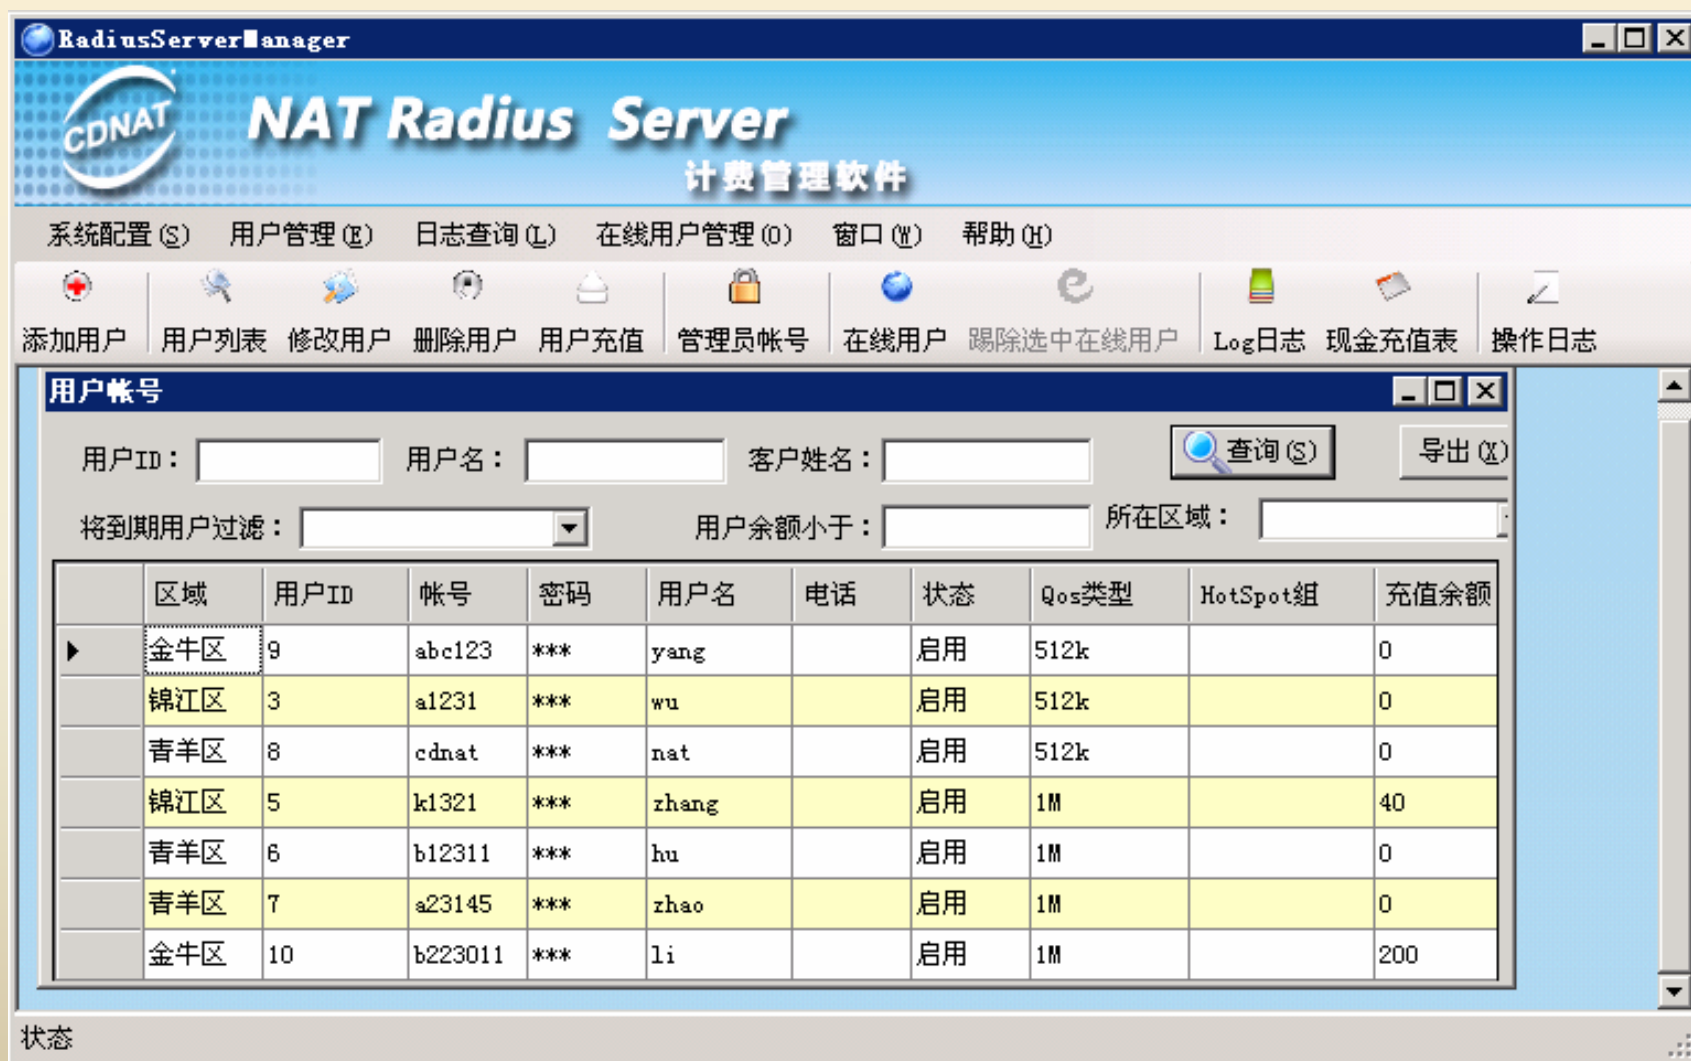 RadiusServerManager
CDNAT
NAT Radius Server
计费管理软件
系统配置(S) 用户管理(E) 日志查询(L) 在线用户管理(O) 窗口(W) 帮助(H)
添加用户 用户列表 修改用户 删除用户 用户充值 管理员帐号 在线用户 踢除选中在线用户 Log日志 现金充值表 操作日志
用户帐号
用户ID： 用户名： 客户姓名： 查询(S) 导出(X)
将到期用户过滤： 用户余额小于： 所在区域：
区域 用户ID 帐号 密码 用户名 电话 状态 Qos类型 HotSpot组 充值余额
金牛区 9 abc123 *** yang 启用 512k 0
锦江区 3 a1231 *** wu 启用 512k 0
青羊区 8 cdnat *** nat 启用 512k 0
锦江区 5 k1321 *** zhang 启用 1M 40
青羊区 6 b12311 *** hu 启用 1M 0
青羊区 7 a23145 *** zhao 启用 1M 0
金牛区 10 b223011 *** li 启用 1M 200
状态